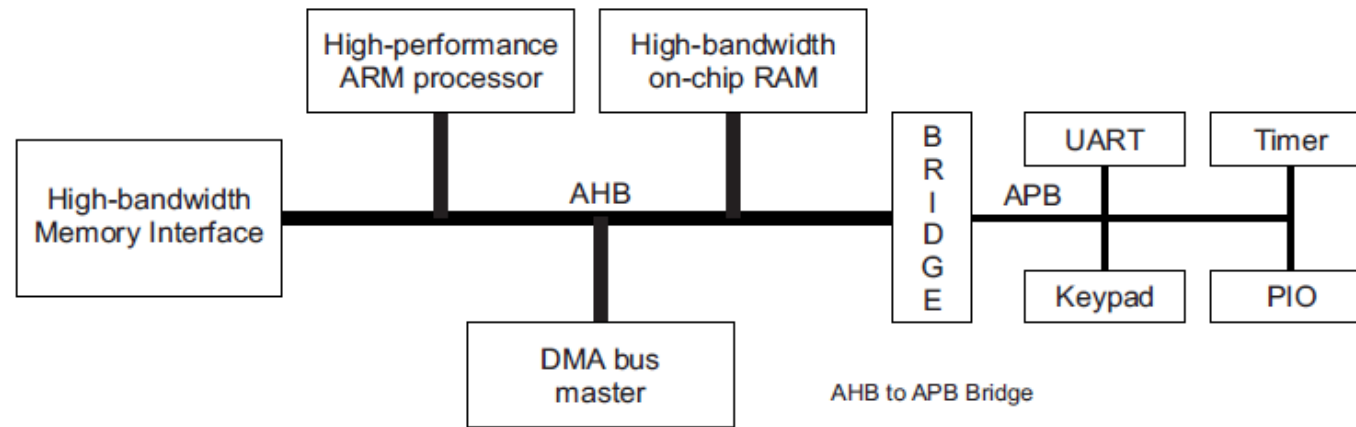 High-performance
ARM processor
High-bandwidth
on-chip RAM
High-bandwidth
Memory Interface
AHB
B
R
I
D
G
E
APB
UART
Timer
Keypad
PIO
DMA bus
master
AHB to APB Bridge